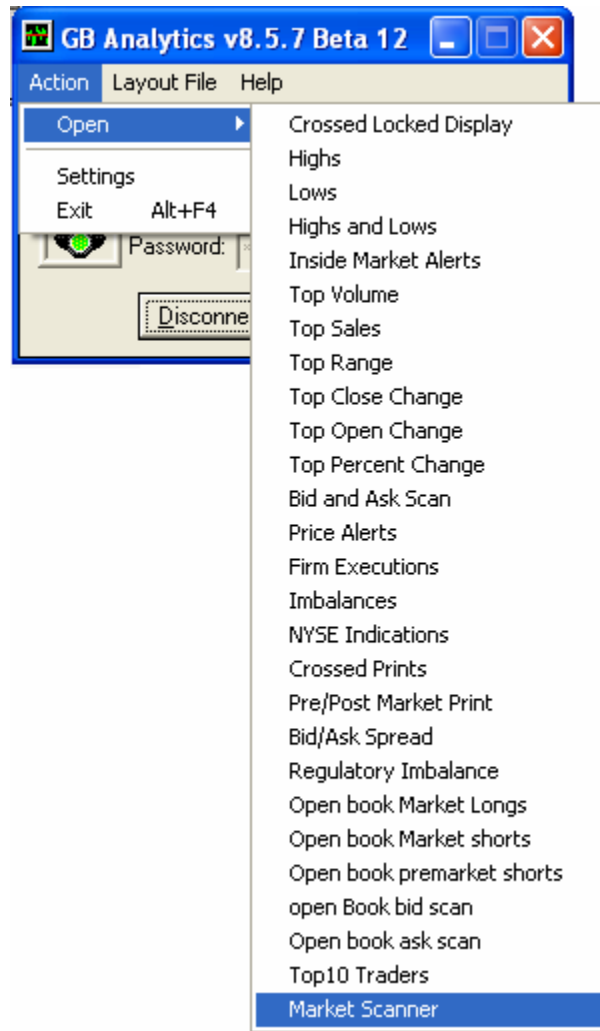 GB Analytics v8.5.7 Beta 12
Action Layout File Help
Open
Settings
Exit Alt+F4
Password:
Disconne
Crossed Locked Display
Highs
Lows
Highs and Lows
Inside Market Alerts
Top Volume
Top Sales
Top Range
Top Close Change
Top Open Change
Top Percent Change
Bid and Ask Scan
Price Alerts
Firm Executions
Imbalances
NYSE Indications
Crossed Prints
Pre/Post Market Print
Bid/Ask Spread
Regulatory Imbalance
Open book Market Longs
Open book Market shorts
Open book premarket shorts
open Book bid scan
Open book ask scan
Top10 Traders
Market Scanner